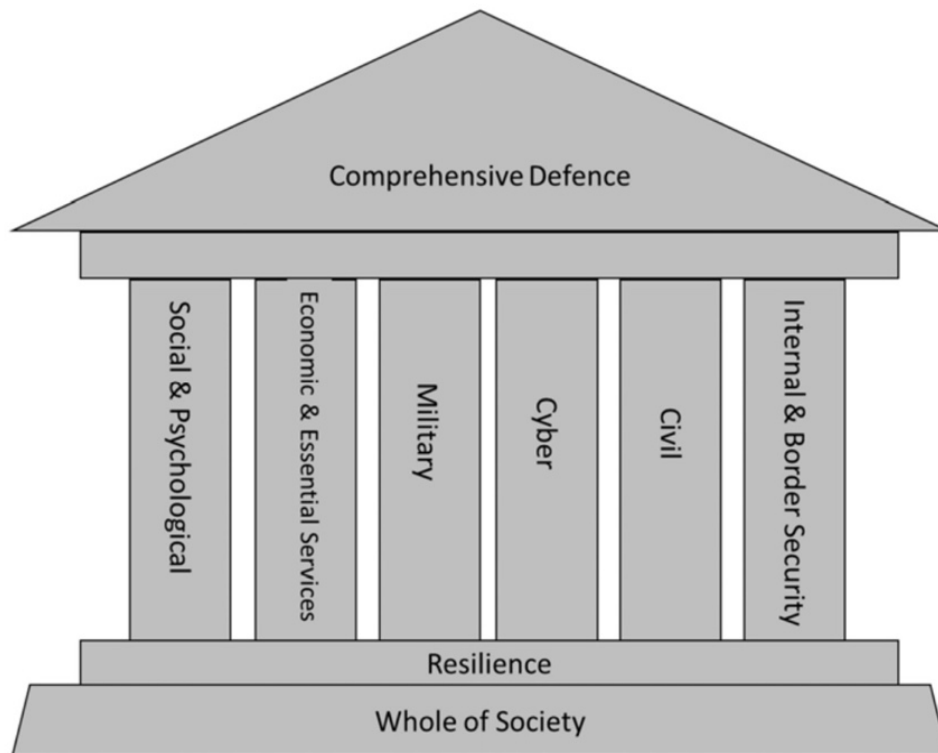 Comprehensive Defence
Social & Psychological
Economic & Essential Services
Military
Cyber
Civil
Internal & Border Security
Resilience
Whole of Society